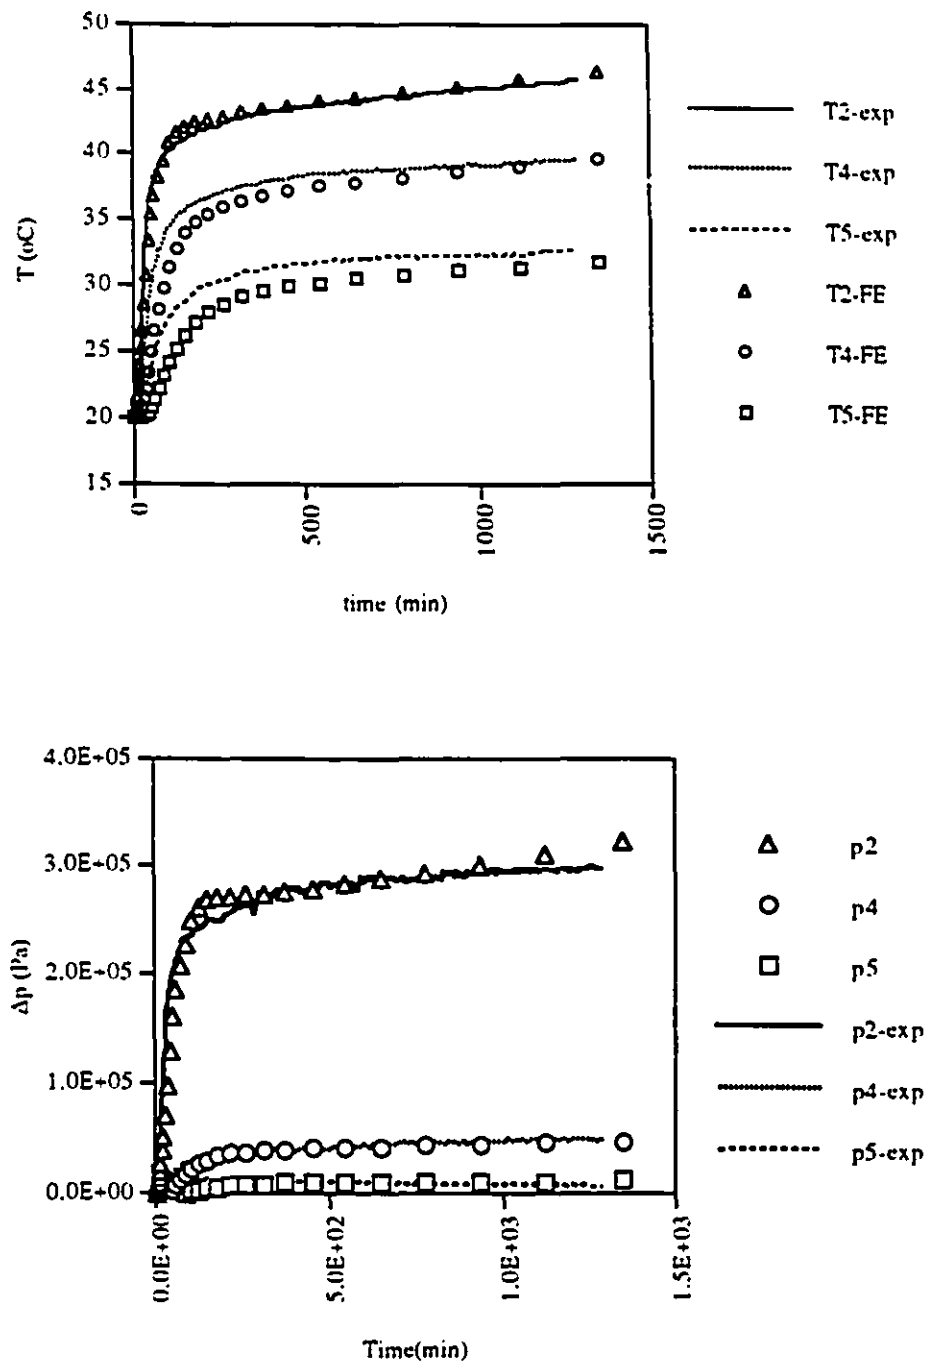 50
45
40
35
30
25
20
15
T (oC)
0
500
1000
1500
time (min)
T2-exp
T4-exp
T5-exp
T2-FE
T4-FE
T5-FE
4.0E+05
3.0E+05
2.0E+05
1.0E+05
0.0E+00
Δp (Pa)
0.0E+00
5.0E+02
1.0E+03
1.5E+03
Time(min)
p2
p4
p5
p2-exp
p4-exp
p5-exp